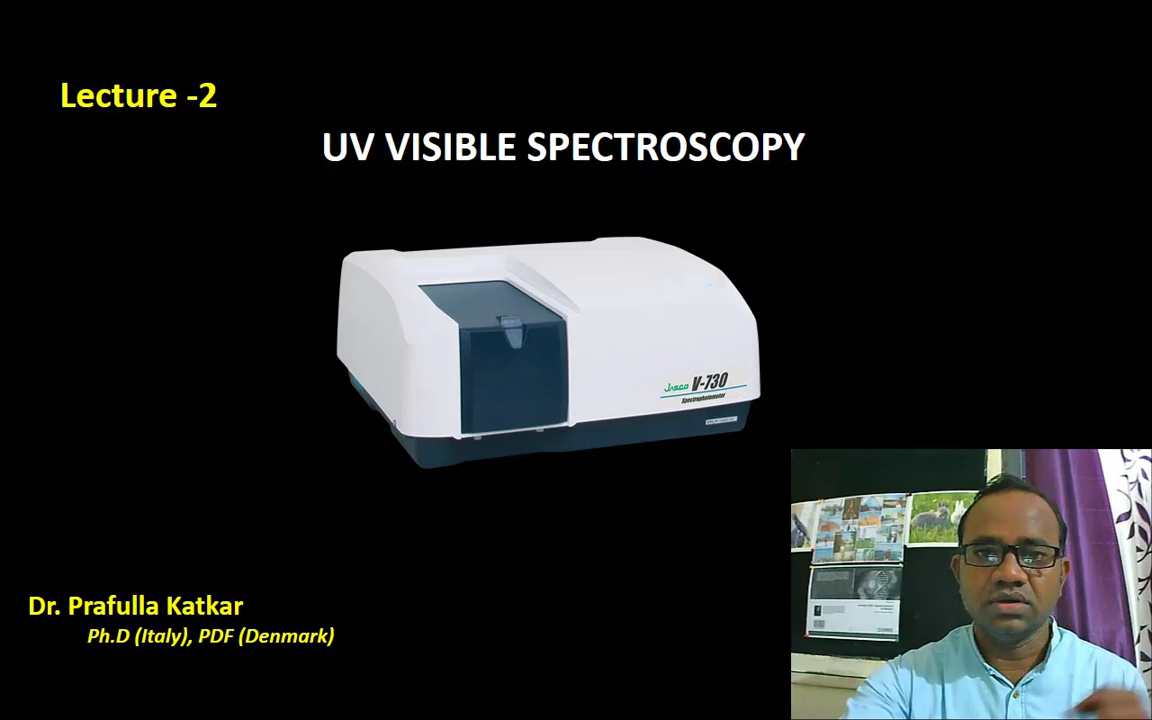 Lecture -2
UV VISIBLE SPECTROSCOPY
Jasco V-730
Spectrophotometer
Dr. Prafulla Katkar
Ph.D (Italy), PDF (Denmark)